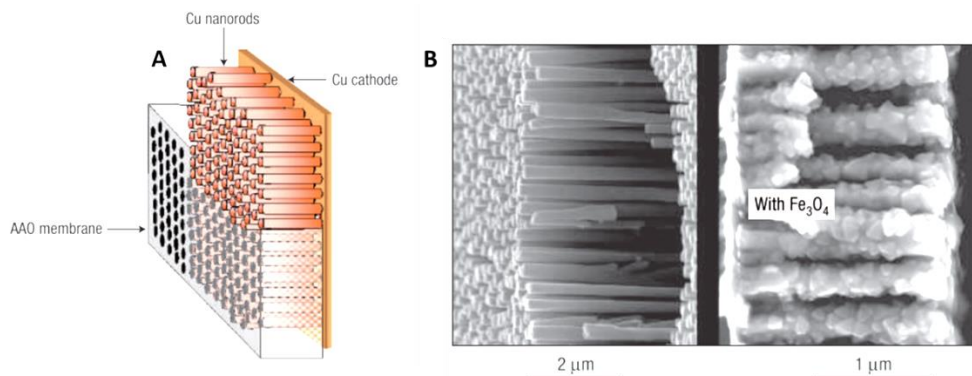 Cu nanorods
A
Cu cathode
AAO membrane
B
With Fe₃O₄
2 μm
1 μm